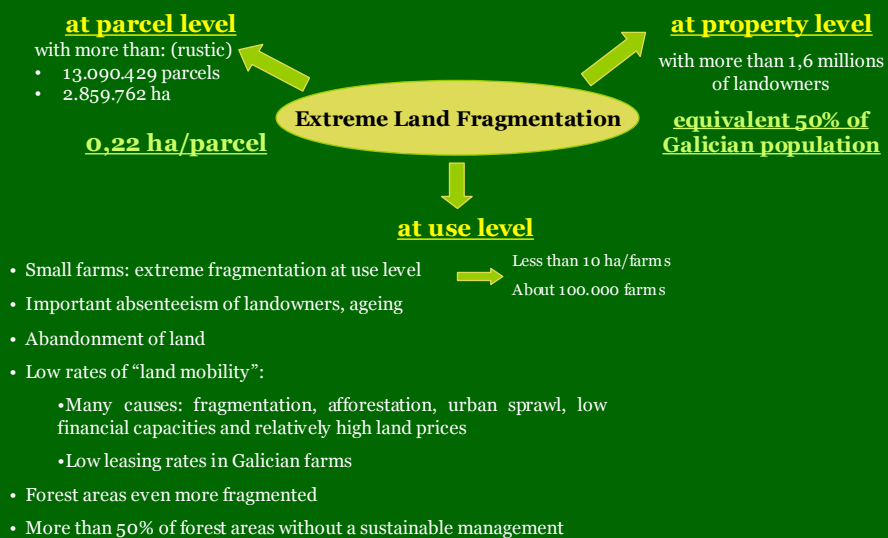 at parcel level
with more than: (rustic)
• 13.090.429 parcels
• 2.859.762 ha
0,22 ha/parcel
Extreme Land Fragmentation
at property level
with more than 1,6 millions
of landowners
equivalent 50% of
Galician population
at use level
• Small farms: extreme fragmentation at use level
Less than 10 ha/farms
About 100.000 farms
• Important absenteeism of landowners, ageing
• Abandonment of land
• Low rates of “land mobility”:
•Many causes: fragmentation, afforestation, urban sprawl, low
financial capacities and relatively high land prices
•Low leasing rates in Galician farms
• Forest areas even more fragmented
• More than 50% of forest areas without a sustainable management